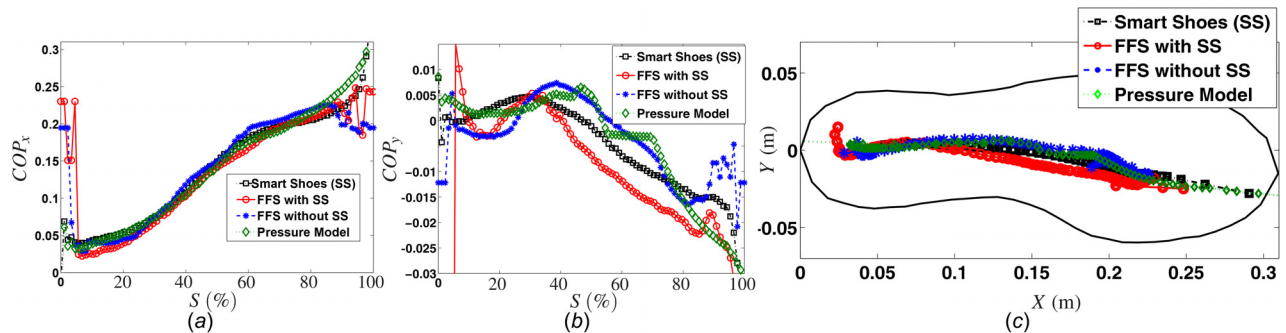 0.3
0.25
0.2
0.15
0.1
0.05
0
COPₓ
0 20 40 60 80 100
S (%)
Smart Shoes (SS)
FFS with SS
FFS without SS
Pressure Model
(a)
0.01
0.005
0
−0.005
−0.01
−0.015
−0.02
−0.025
−0.03
COPy
0 20 40 60 80 100
S (%)
Smart Shoes (SS)
FFS with SS
FFS without SS
Pressure Model
(b)
0.05
0
-0.05
Y (m)
0 0.05 0.1 0.15 0.2 0.25 0.3
X (m)
Smart Shoes (SS)
FFS with SS
FFS without SS
Pressure Model
(c)